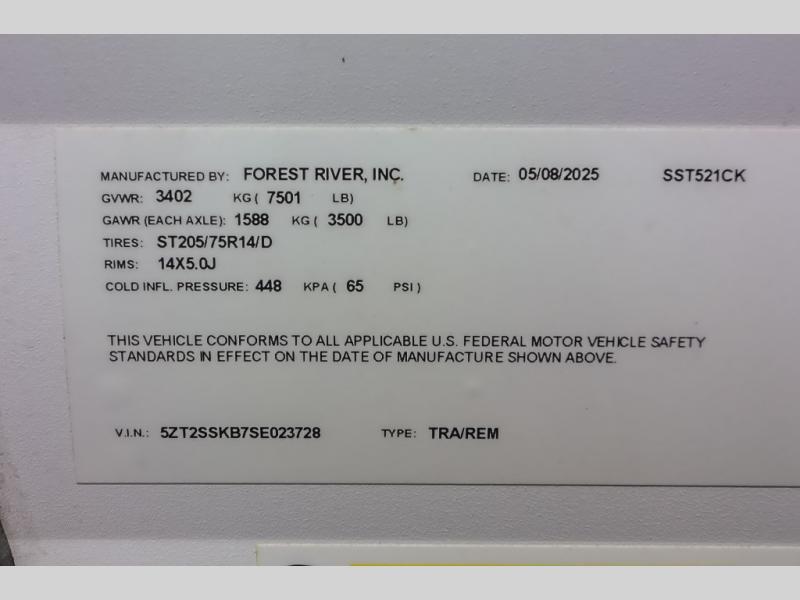 MANUFACTURED BY: FOREST RIVER, INC. DATE: 05/08/2025 SST521CK
GVWR: 3402 KG ( 7501 LB)
GAWR (EACH AXLE): 1588 KG ( 3500 LB)
TIRES: ST205/75R14/D
RIMS: 14X5.0J
COLD INFL. PRESSURE: 448 KPA ( 65 PSI )
THIS VEHICLE CONFORMS TO ALL APPLICABLE U.S. FEDERAL MOTOR VEHICLE SAFETY
STANDARDS IN EFFECT ON THE DATE OF MANUFACTURE SHOWN ABOVE.
V.I.N.: 5ZT2SSKB7SE023728 TYPE: TRA/REM